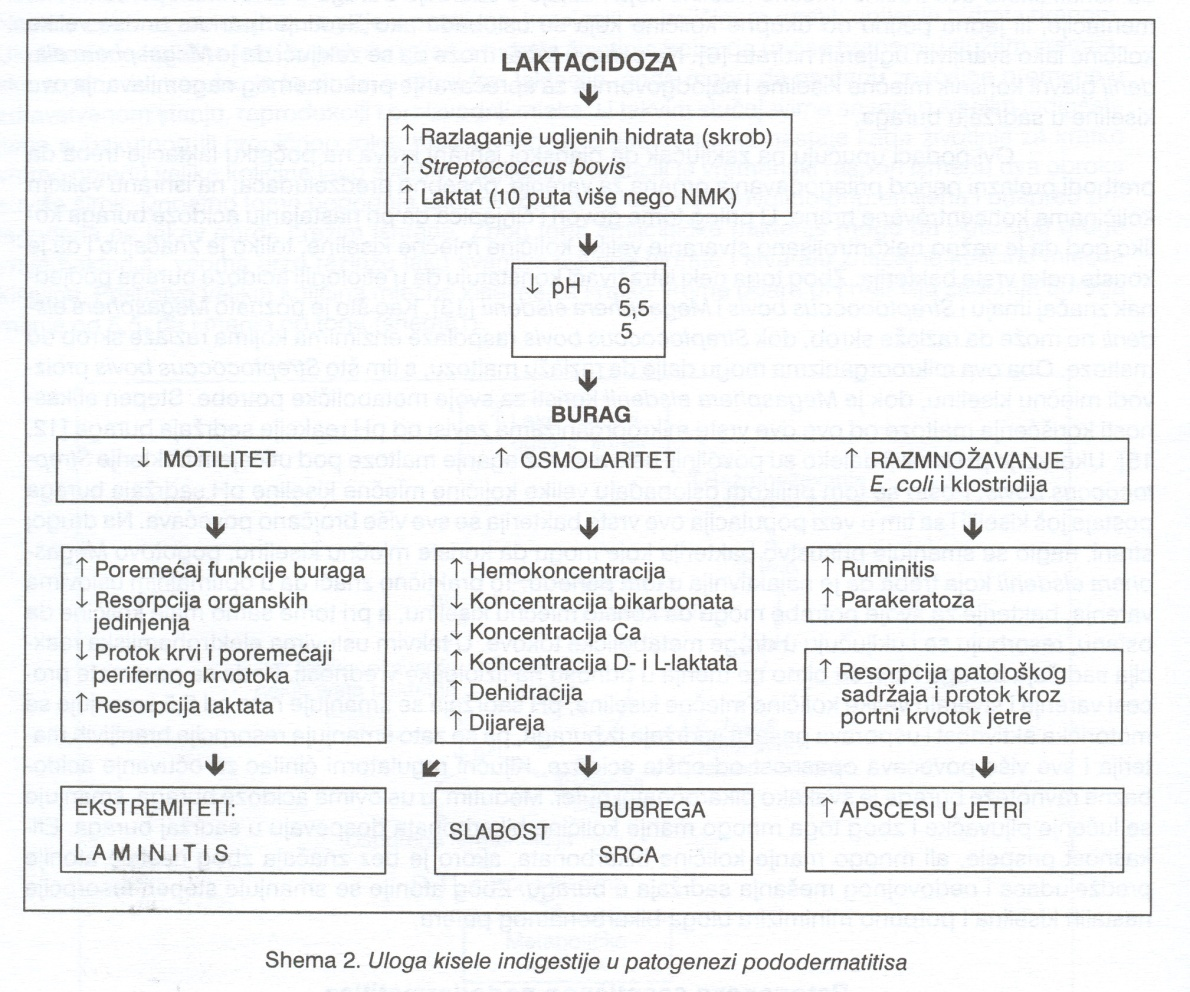 LAKTACIDOZA
↑ Razlaganje ugljenih hidrata (skrob)
↑ Streptococcus bovis
↑ Laktat (10 puta više nego NMK)
↓ pH 6
5,5
5
BURAG
↓ MOTILITET
↑ OSMOLARITET
↑ RAZMNOŽAVANJE
E. coli i klostridija
↑ Poremećaj funkcije buraga
↓ Resorpcija organskih
jedinjenja
↓ Protok krvi i poremećaji
perifernog krvotoka
↑ Resorpcija laktata
↑ Hemokoncentracija
↓ Koncentracija bikarbonata
↓ Koncentracija Ca
↑ Koncentracija D- i L-laktata
↑ Dehidracija
↑ Dijareja
↑ Ruminitis
↑ Parakeratoza
↑ Resorpcija patološkog
sadržaja i protok kroz
portni krvotok jetre
EKSTREMITETI:
LAMINITIS
SLABOST
BUBREGA
SRCA
↑ APSCESI U JETRI
Shema 2. Uloga kisele indigestije u patogenezi pododermatitisa